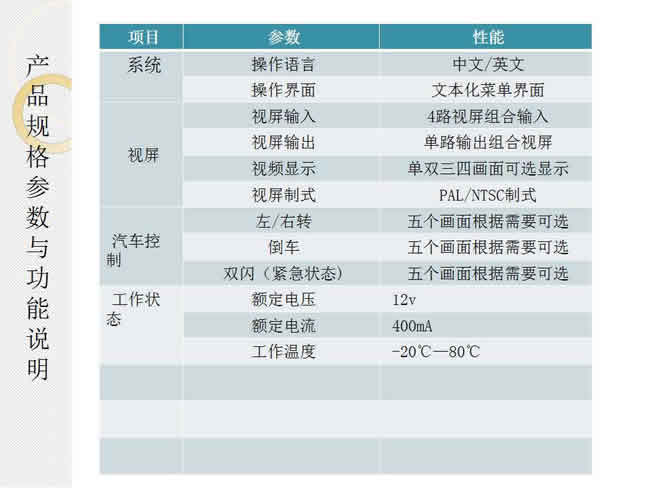 产品规格参数与功能说明
项目 参数 性能
系统 操作语言 中文/英文
操作界面 文本化菜单界面
视屏 视屏输入 4路视屏组合输入
视屏输出 单路输出组合视屏
视频显示 单双三四画面可选显示
视屏制式 PAL/NTSC制式
汽车控制 左/右转 五个画面根据需要可选
倒车 五个画面根据需要可选
双闪（紧急状态) 五个画面根据需要可选
工作状态 额定电压 12v
额定电流 400mA
工作温度 -20℃—80℃